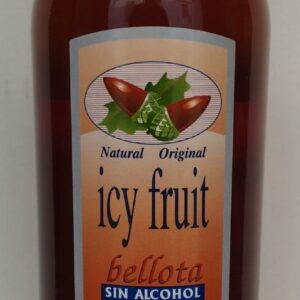 Natural Original
icy fruit
bellota
SIN ALCOHOL